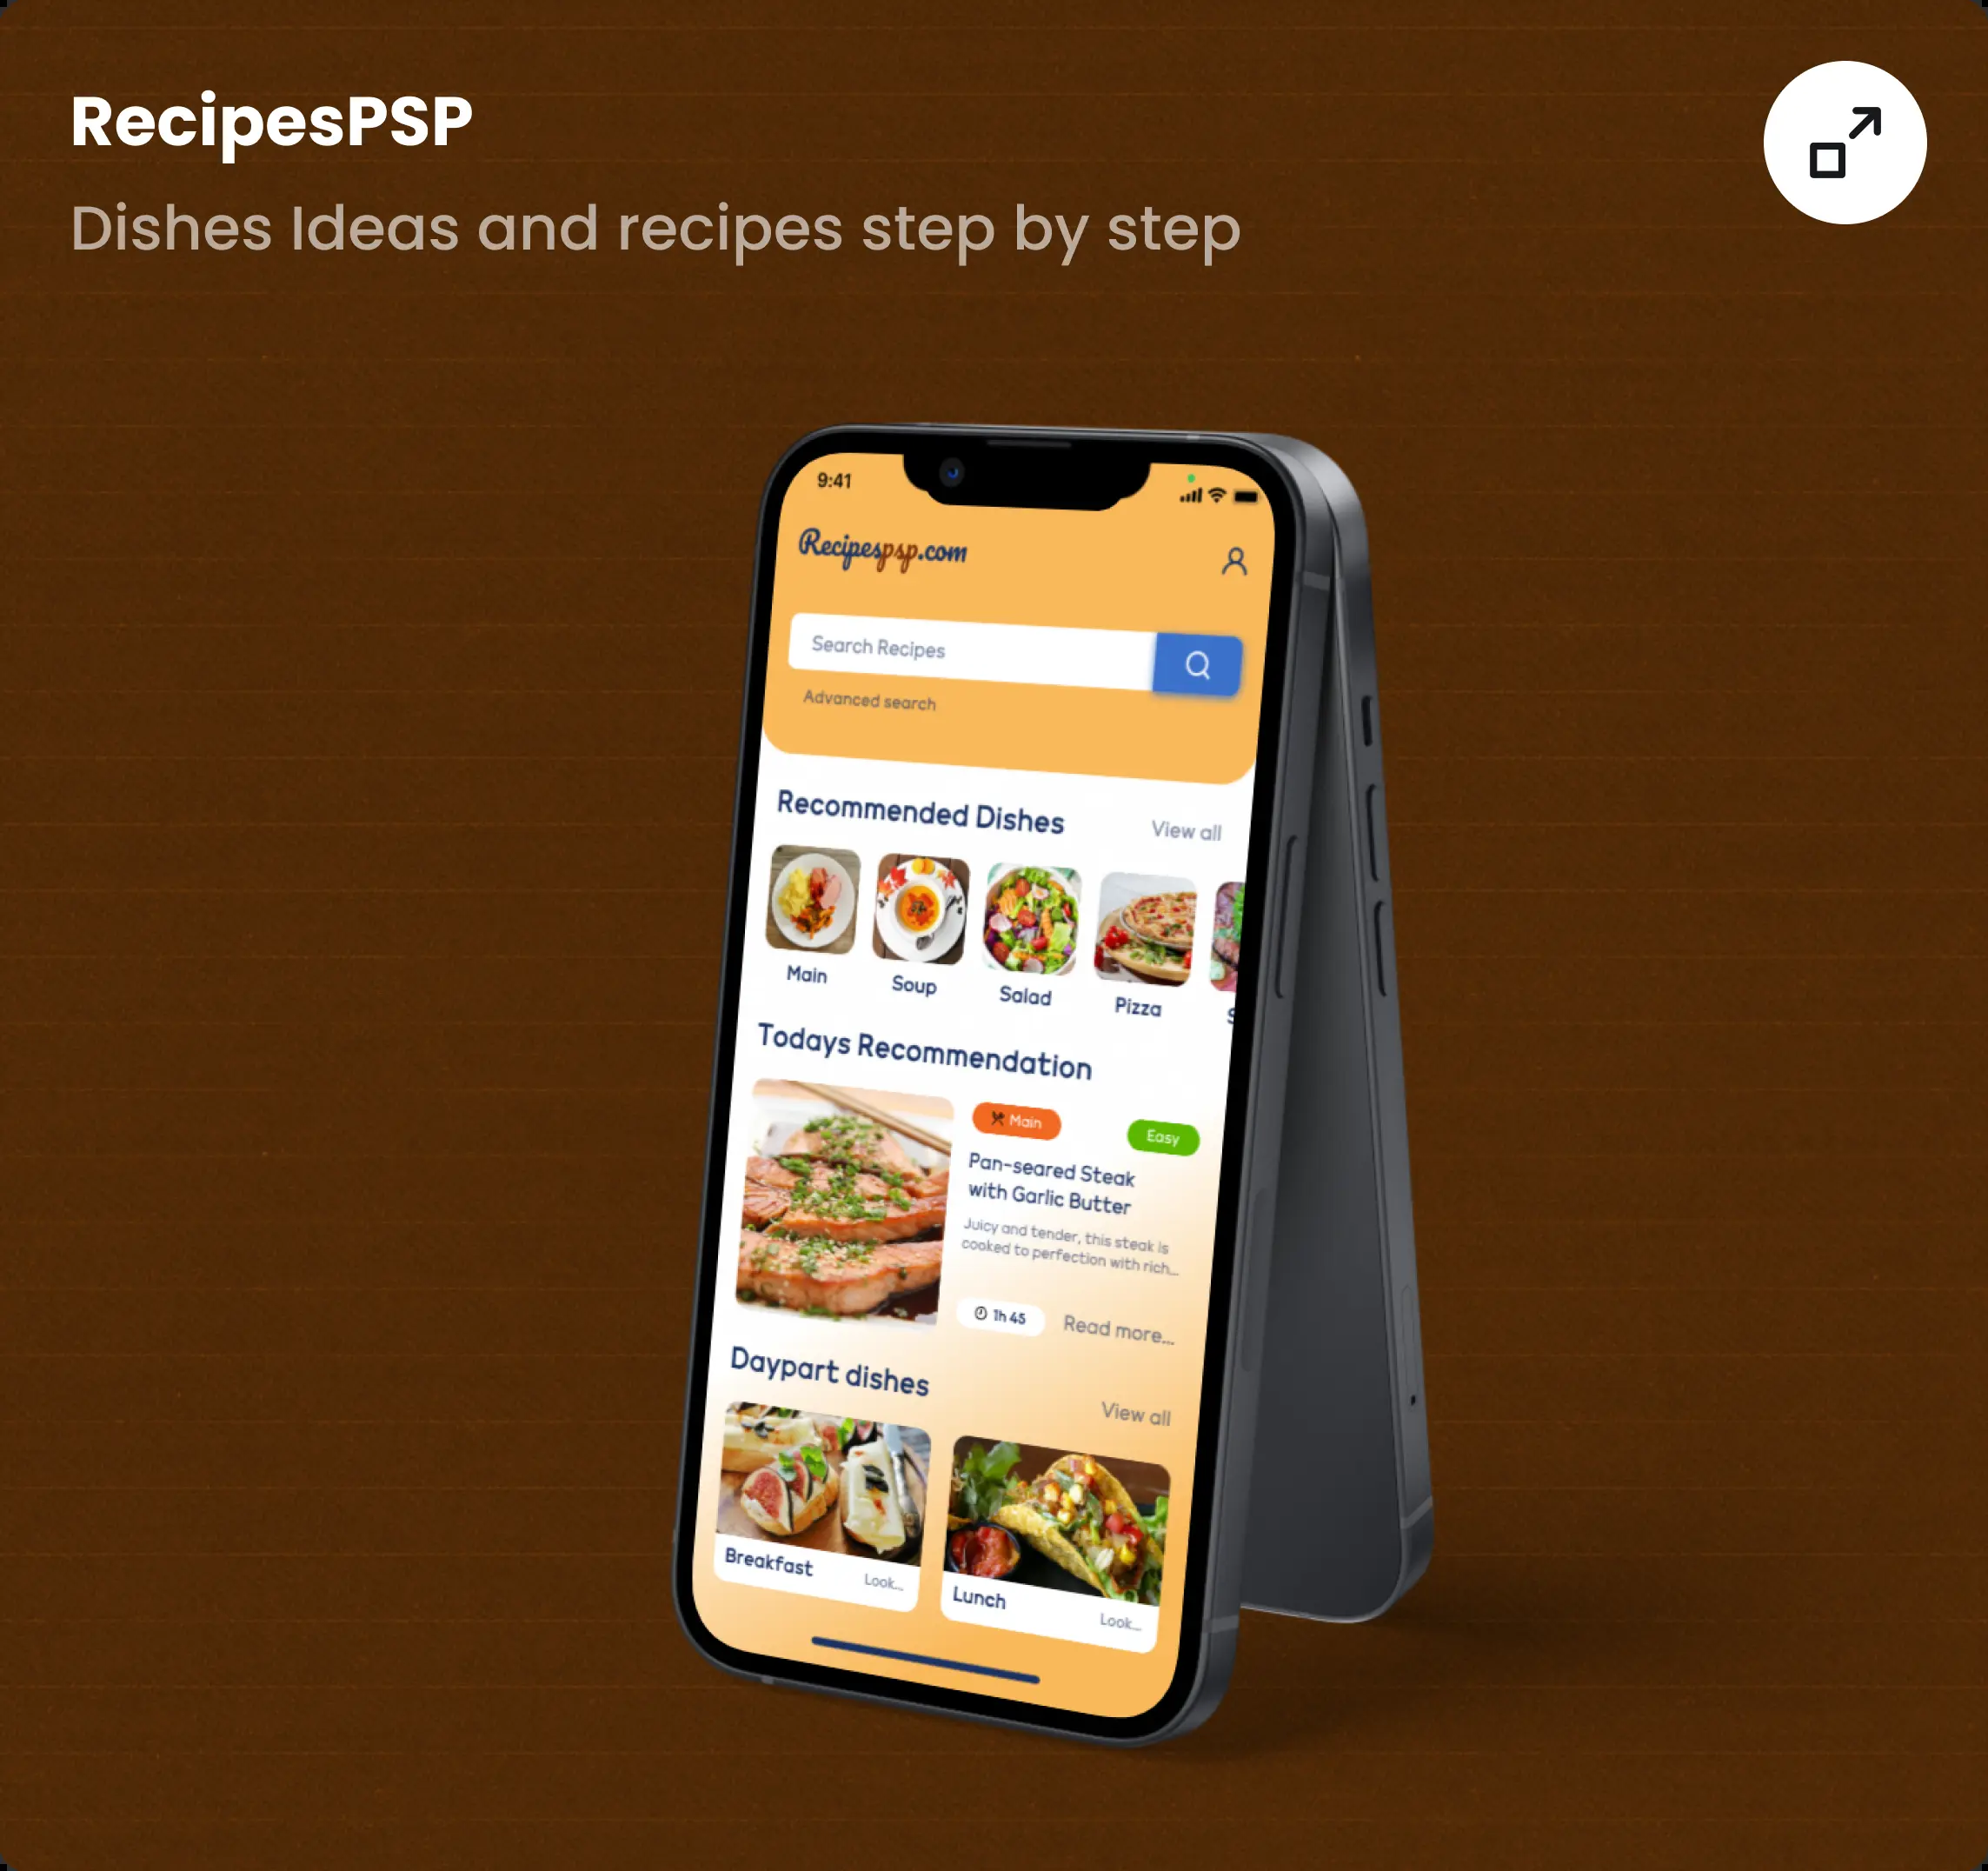 RecipesPSP
Dishes Ideas and recipes step by step
9:41
Recipespsp.com
Search Recipes
Advanced search
Recommended Dishes
View all
Main
Soup
Salad
Pizza
Todays Recommendation
Main
Easy
Pan-seared Steak
with Garlic Butter
Juicy and tender, this steak is
cooked to perfection with rich...
1h 45
Read more...
Daypart dishes
View all
Breakfast
Look...
Lunch
Look...